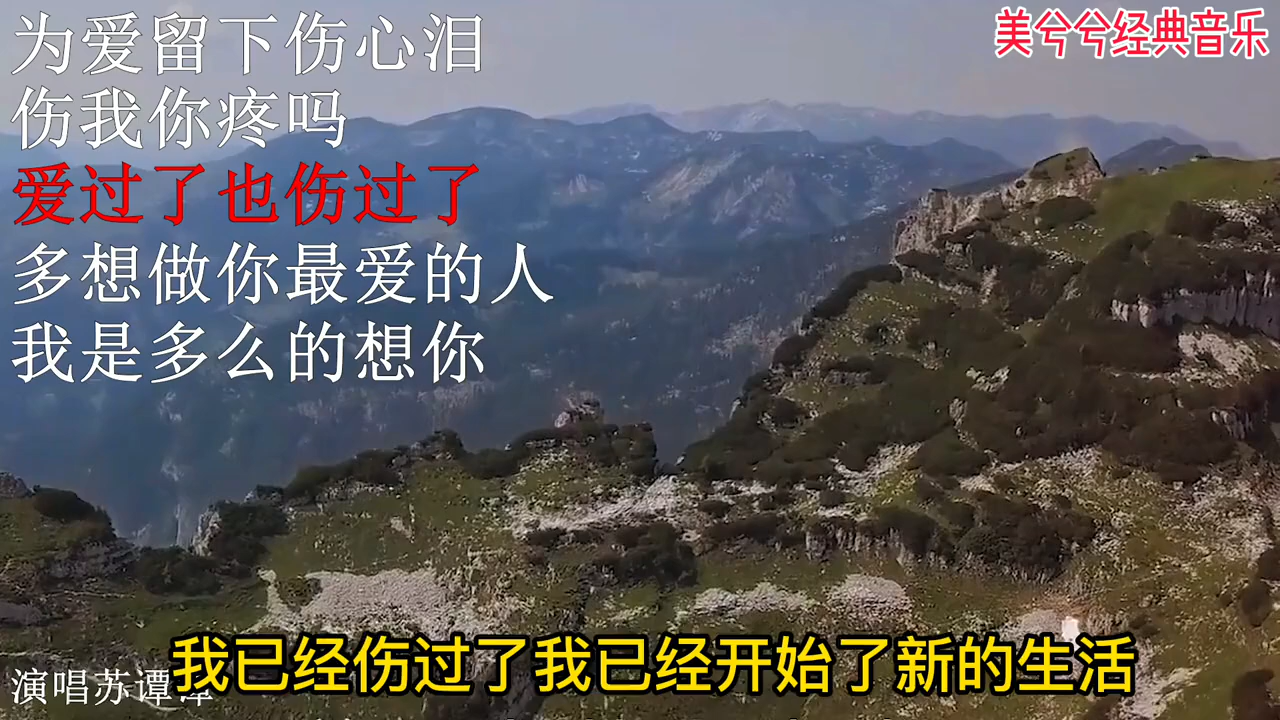 为爱留下伤心泪
美兮兮经典音乐
伤我你疼吗
爱过了也伤过了
多想做你最爱的人
我是多么的想你
我已经伤过了我已经开始了新的生活
演唱苏谭谭